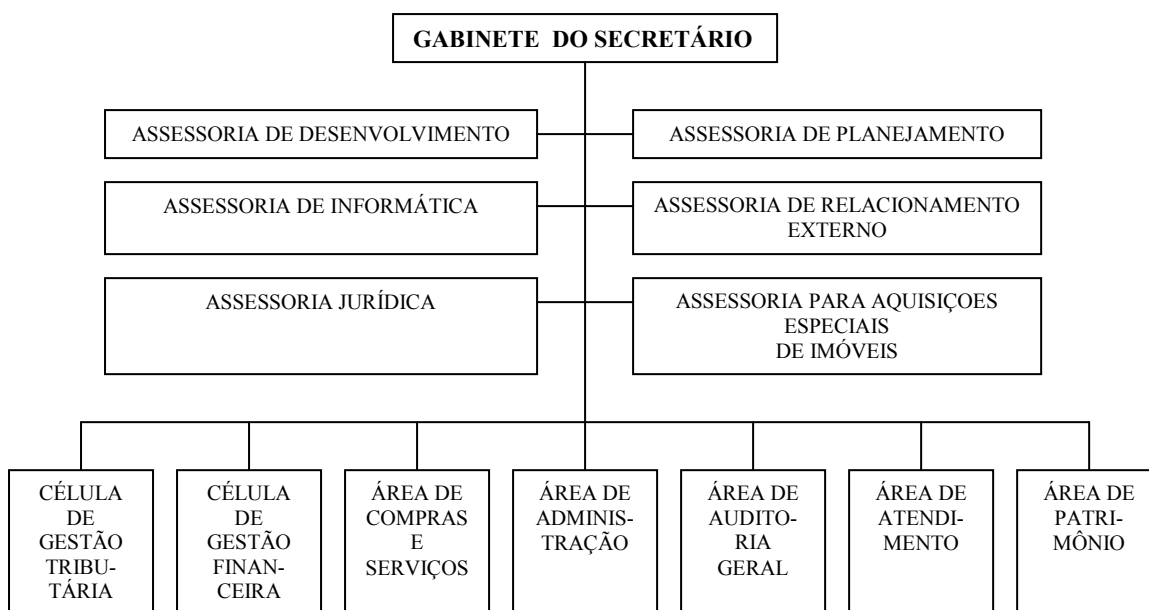 GABINETE DO SECRETÁRIO
ASSESSORIA DE DESENVOLVIMENTO
ASSESSORIA DE PLANEJAMENTO
ASSESSORIA DE INFORMÁTICA
ASSESSORIA DE RELACIONAMENTO
EXTERNO
ASSESSORIA JURÍDICA
ASSESSORIA PARA AQUISIÇOES
ESPECIAIS
DE IMÓVEIS
CÉLULA
DE
GESTÃO
TRIBU-
TÁRIA
CÉLULA
DE
GESTÃO
FINAN-
CEIRA
ÁREA DE
COMPRAS
E
SERVIÇOS
ÁREA DE
ADMINIS-
TRAÇÃO
ÁREA DE
AUDITO-
RIA
GERAL
ÁREA DE
ATENDI-
MENTO
ÁREA DE
PATRI-
MÔNIO